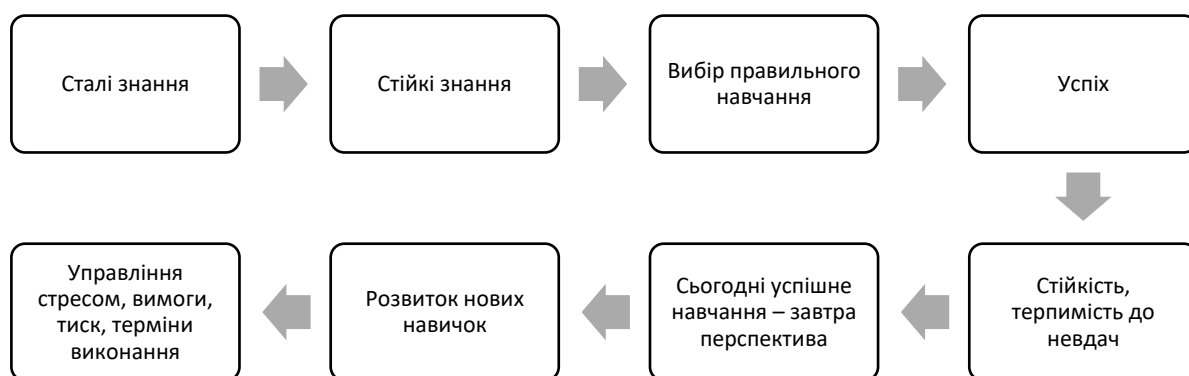 Сталі знання
Стійкі знання
Вибір правильного
навчання
Успіх
Стійкість,
терпимість до
невдач
Сьогодні успішне
навчання – завтра
перспектива
Розвиток нових
навичок
Управління
стресом, вимоги,
тиск, терміни
виконання